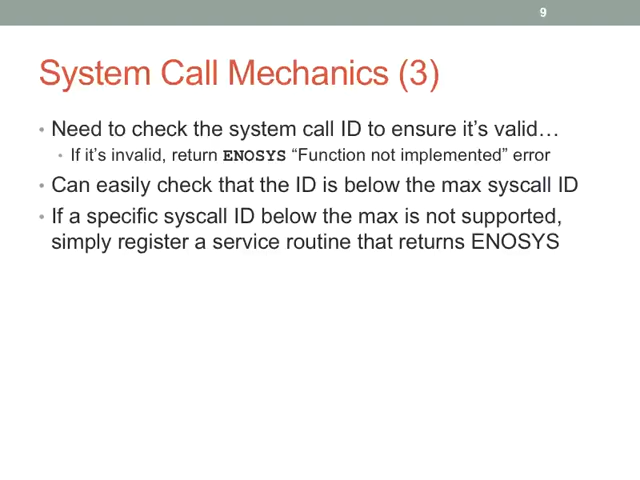 9
System Call Mechanics (3)
• Need to check the system call ID to ensure it's valid…
• If it's invalid, return ENOSYS “Function not implemented” error
• Can easily check that the ID is below the max syscall ID
• If a specific syscall ID below the max is not supported,
simply register a service routine that returns ENOSYS